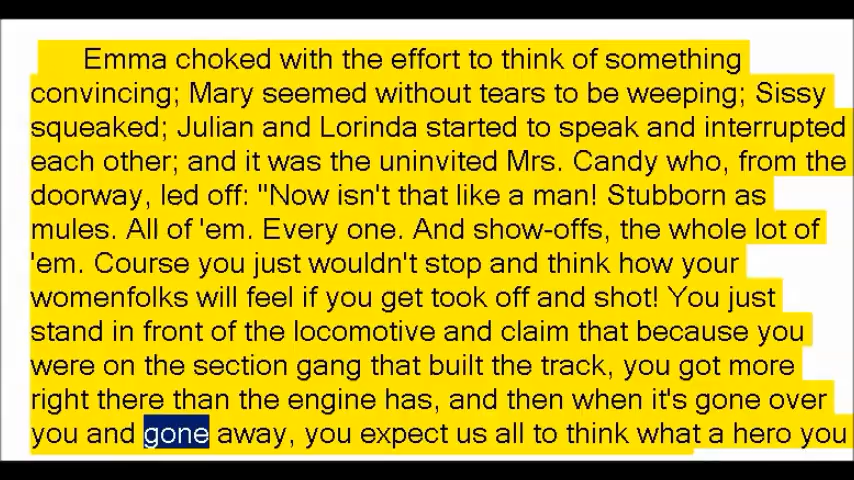 Emma choked with the effort to think of something
convincing; Mary seemed without tears to be weeping; Sissy
squeaked; Julian and Lorinda started to speak and interrupted
each other; and it was the uninvited Mrs. Candy who, from the
doorway, led off: "Now isn't that like a man! Stubborn as
mules. All of 'em. Every one. And show-offs, the whole lot of
'em. Course you just wouldn't stop and think how your
womenfolks will feel if you get took off and shot! You just
stand in front of the locomotive and claim that because you
were on the section gang that built the track, you got more
right there than the engine has, and then when it's gone over
you and gone away, you expect us all to think what a hero you